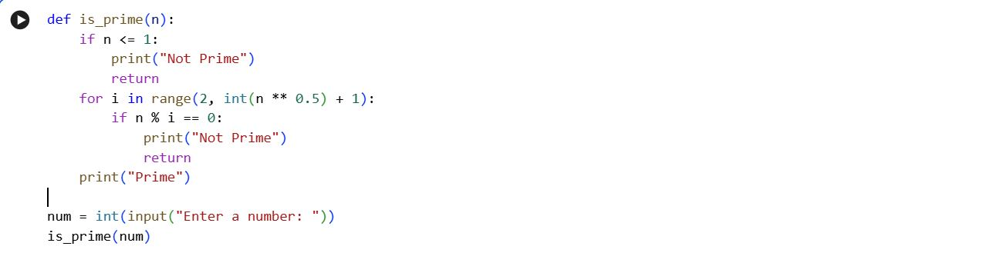 def is_prime(n):
    if n <= 1:
        print("Not Prime")
        return
    for i in range(2, int(n ** 0.5) + 1):
        if n % i == 0:
            print("Not Prime")
            return
    print("Prime")

num = int(input("Enter a number: "))
is_prime(num)